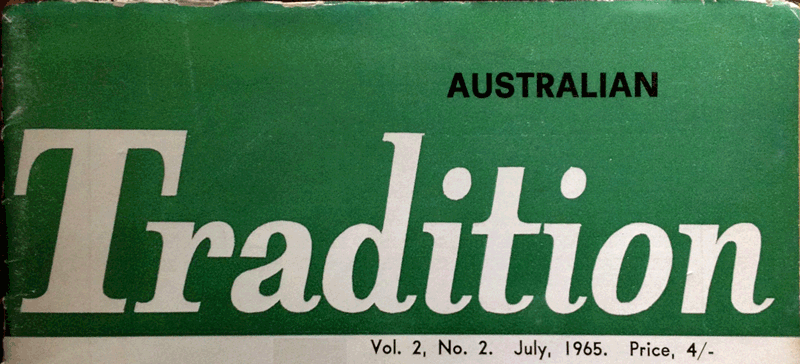 AUSTRALIAN
Tradition
Vol. 2, No. 2. July, 1965. Price, 4/-